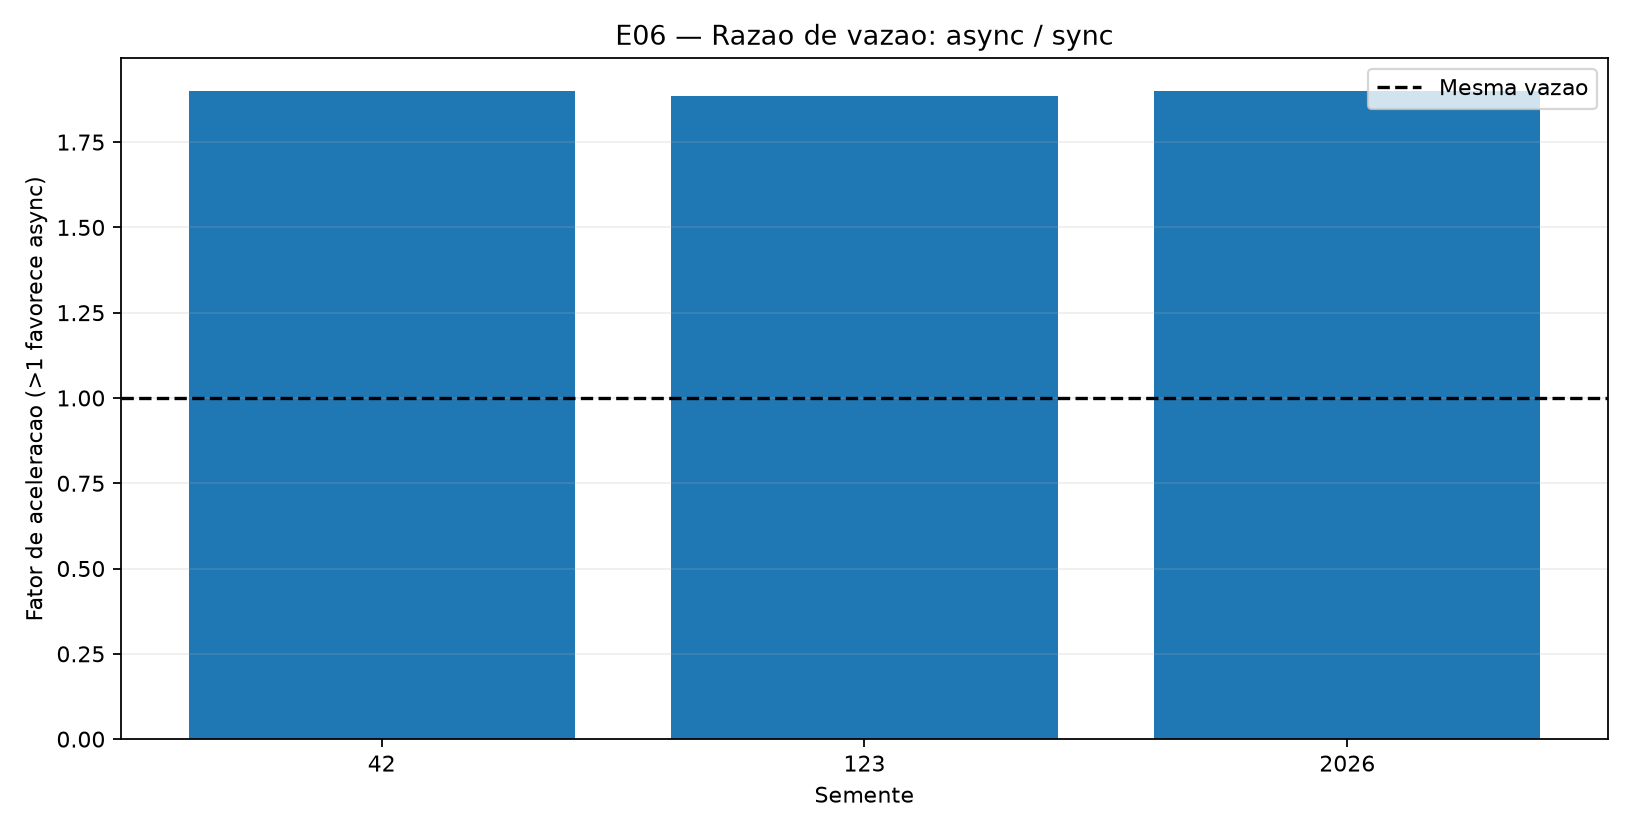 E06 — Razao de vazao: async / sync
Mesma vazao
Fator de aceleracao (>1 favorece async)
1.75
1.50
1.25
1.00
0.75
0.50
0.25
0.00
42
123
2026
Semente